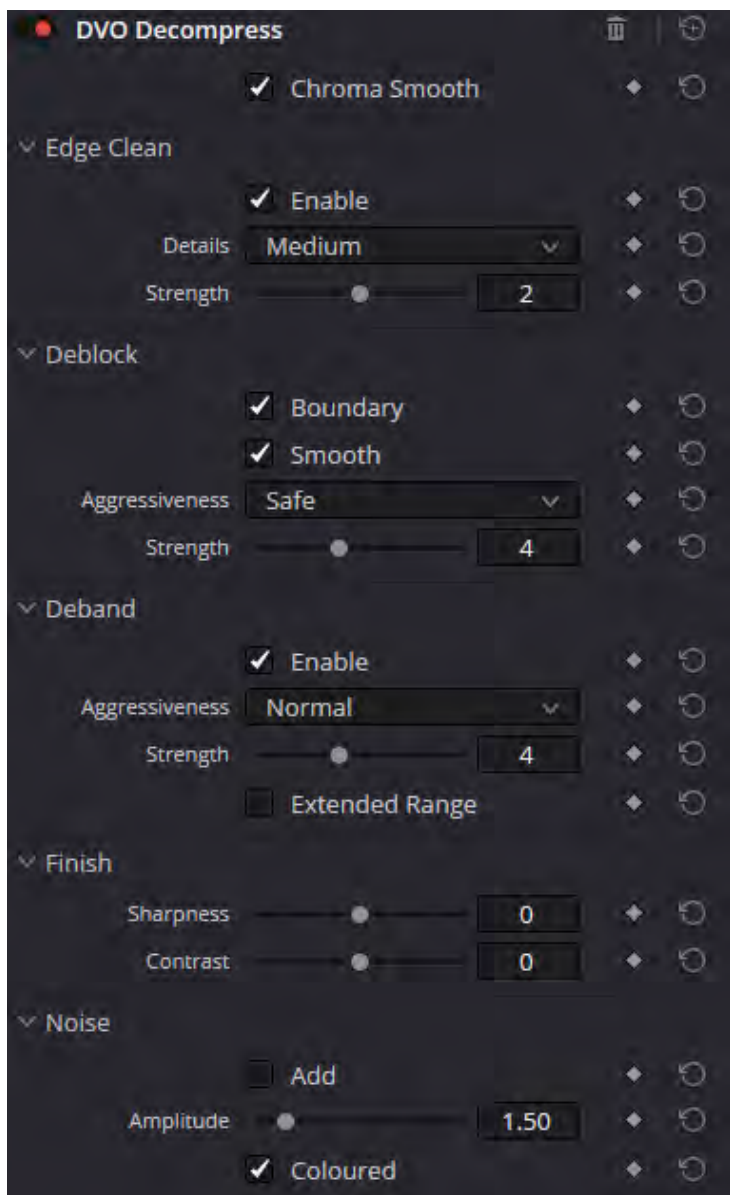 DVO Decompress
Chroma Smooth
Edge Clean
Enable
Details Medium
Strength 2
Deblock
Boundary
Smooth
Aggressiveness Safe
Strength 4
Deband
Enable
Aggressiveness Normal
Strength 4
Extended Range
Finish
Sharpness 0
Contrast 0
Noise
Add
Amplitude 1.50
Coloured